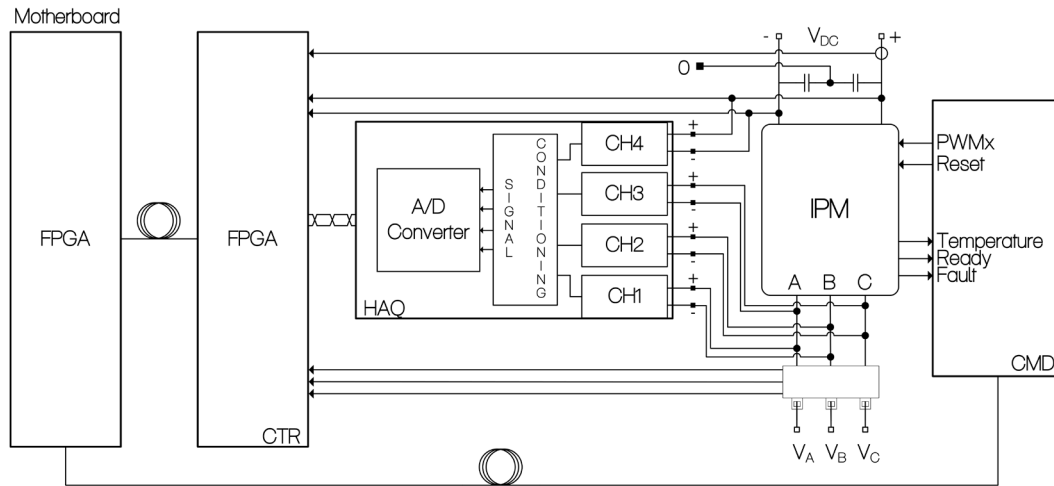 Motherboard
- V_DC +
0
FPGA
FPGA
CTR
HAQ
A/D
Converter
SIGNAL
CONDITIONING
+
CH4
-
+
CH3
-
+
CH2
-
+
CH1
-
IPM
A B C
PWMx
Reset
Temperature
Ready
Fault
CMD
V_A V_B V_C